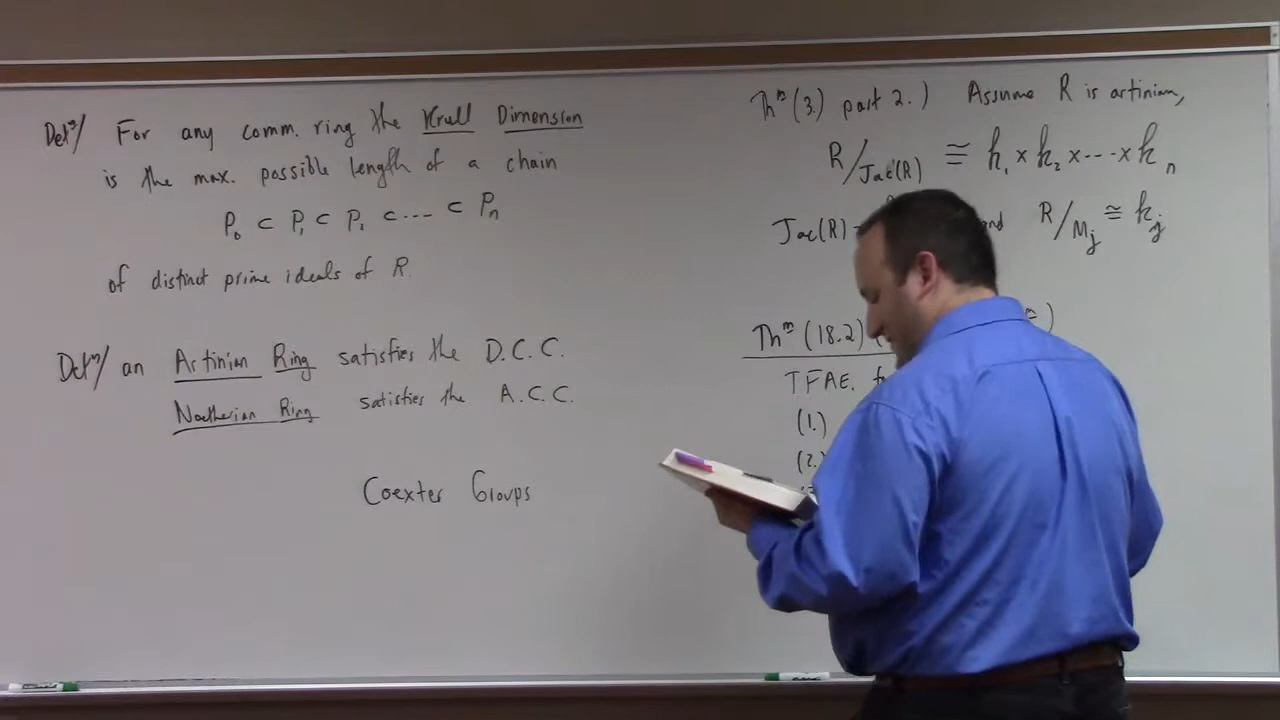 Defⁿ/ For any comm. ring the Krull Dimension
is the max. possible length of a chain
P₀ ⊂ P₁ ⊂ P₂ ⊂ ... ⊂ Pₙ
of distinct prime ideals of R.
Defⁿ/ an Artinian Ring satisfies the D.C.C.
Noetherian Ring satisfies the A.C.C.
Coexter Groups
Thᵐ (3.) part 2.) Assume R is artinian,
R/Jac(R) ≅ k₁ × k₂ × ... × kₙ
Jac(R) and R/Mⱼ ≅ kⱼ
Thᵐ (18.2)
TFAE.
(1.)
(2.)